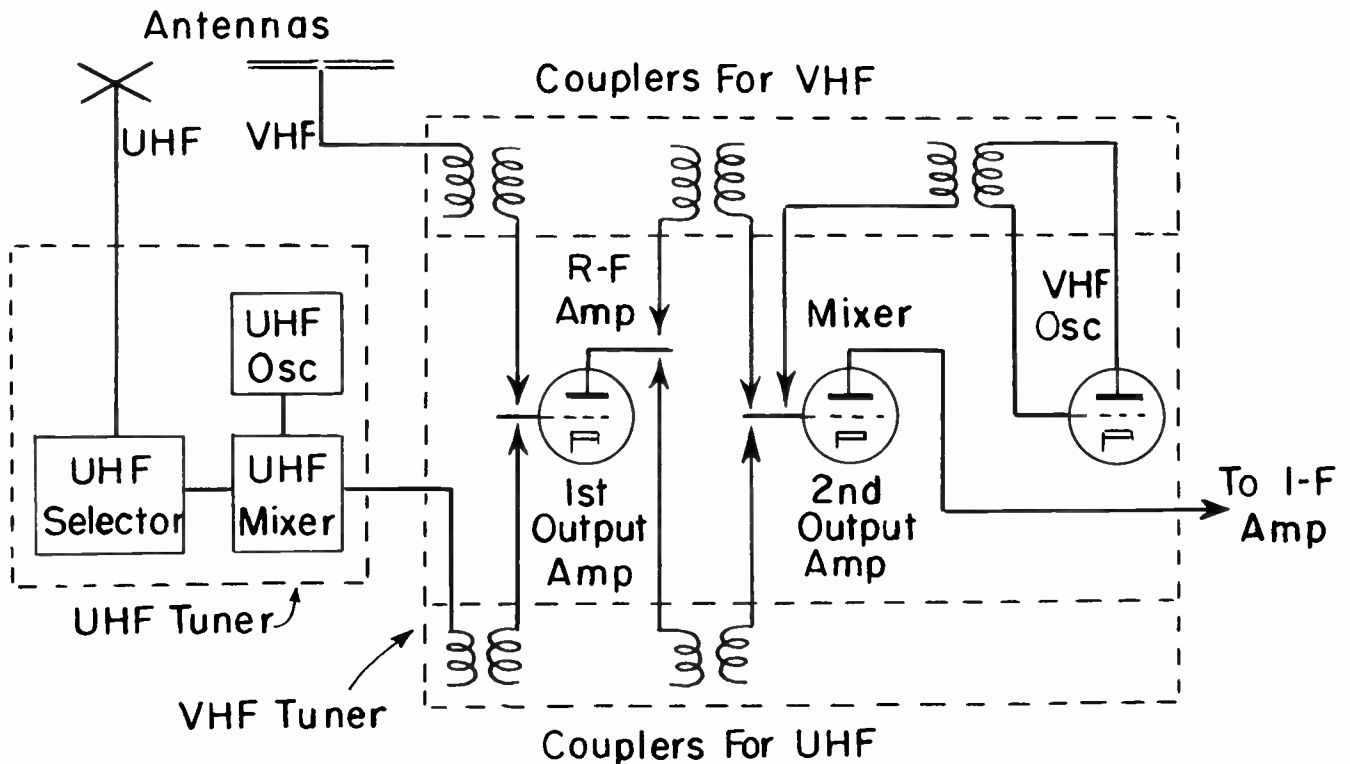 Antennas
UHF
VHF
Couplers For VHF
R-F
Amp
Mixer
VHF
Osc
UHF
Osc
UHF
Selector
UHF
Mixer
1st
Output
Amp
2nd
Output
Amp
To I-F
Amp
UHF Tuner
VHF Tuner
Couplers For UHF